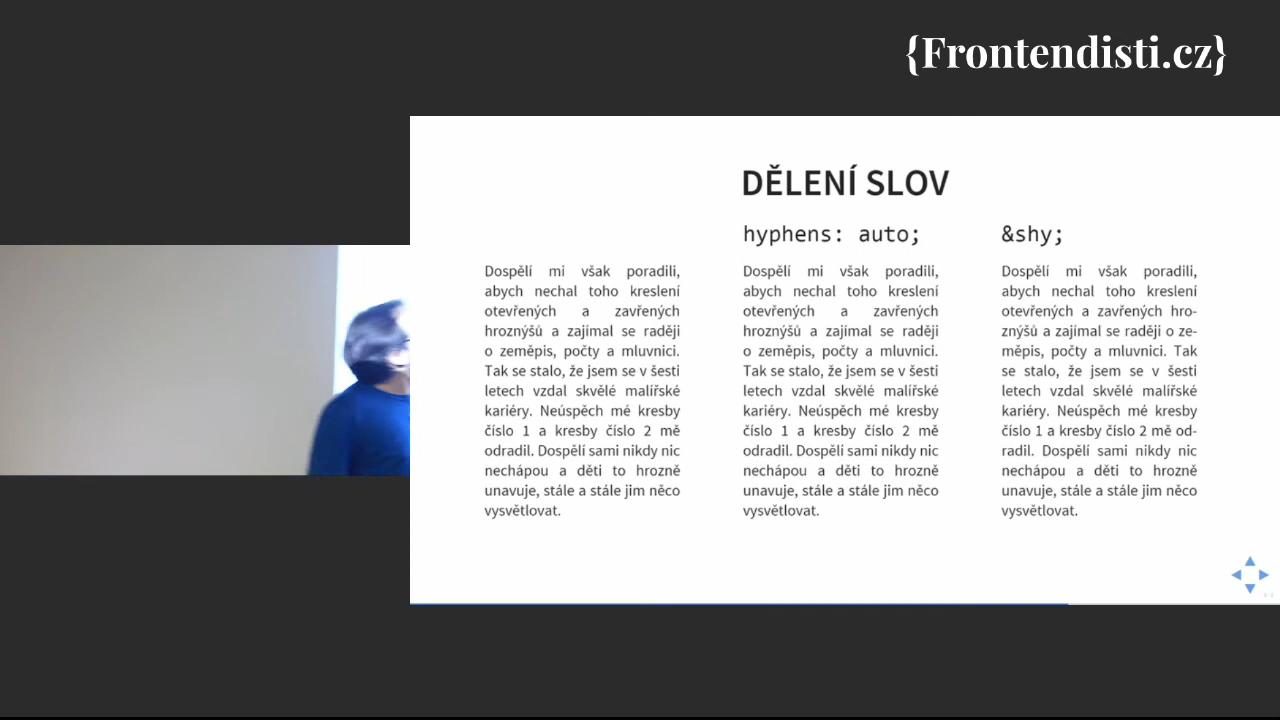 {Frontendisti.cz}
DĚLENÍ SLOV
Dospělí mi však poradili,
abych nechal toho kreslení
otevřených a zavřených
hroznýšů a zajímal se raději
o zeměpis, počty a mluvnici.
Tak se stalo, že jsem se v šesti
letech vzdal skvělé malířské
kariéry. Neúspěch mé kresby
číslo 1 a kresby číslo 2 mě
odradil. Dospělí sami nikdy nic
nechápou a děti to hrozně
unavuje, stále a stále jim něco
vysvětlovat.
hyphens: auto;
Dospělí mi však poradili,
abych nechal toho kreslení
otevřených a zavřených
hroznýšů a zajímal se raději
o zeměpis, počty a mluvnici.
Tak se stalo, že jsem se v šesti
letech vzdal skvělé malířské
kariéry. Neúspěch mé kresby
číslo 1 a kresby číslo 2 mě
odradil. Dospělí sami nikdy nic
nechápou a děti to hrozně
unavuje, stále a stále jim něco
vysvětlovat.
&shy;
Dospělí mi však poradili,
abych nechal toho kreslení
otevřených a zavřených hro-
znýšů a zajímal se raději o ze-
měpis, počty a mluvnici. Tak
se stalo, že jsem se v šesti
letech vzdal skvělé malířské
kariéry. Neúspěch mé kresby
číslo 1 a kresby číslo 2 mě od-
radil. Dospělí sami nikdy nic
nechápou a děti to hrozně
unavuje, stále a stále jim něco
vysvětlovat.